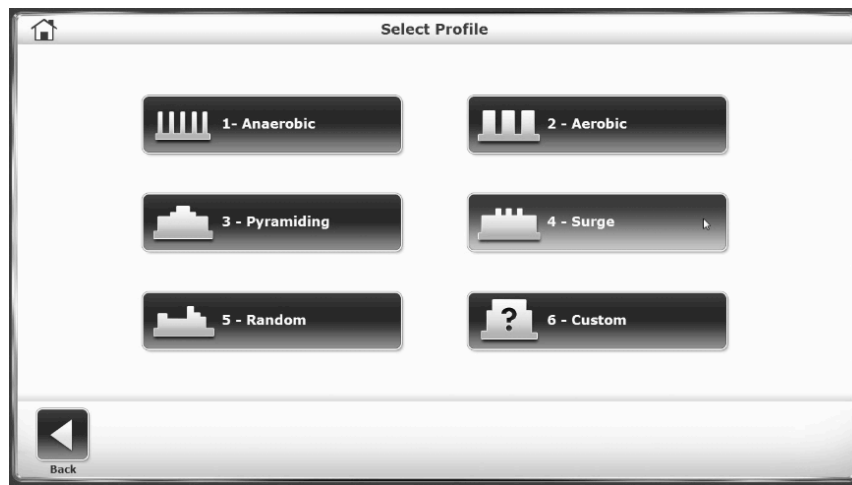 Select Profile
1- Anaerobic
2 - Aerobic
3 - Pyramiding
4 - Surge
5 - Random
?
6 - Custom
Back